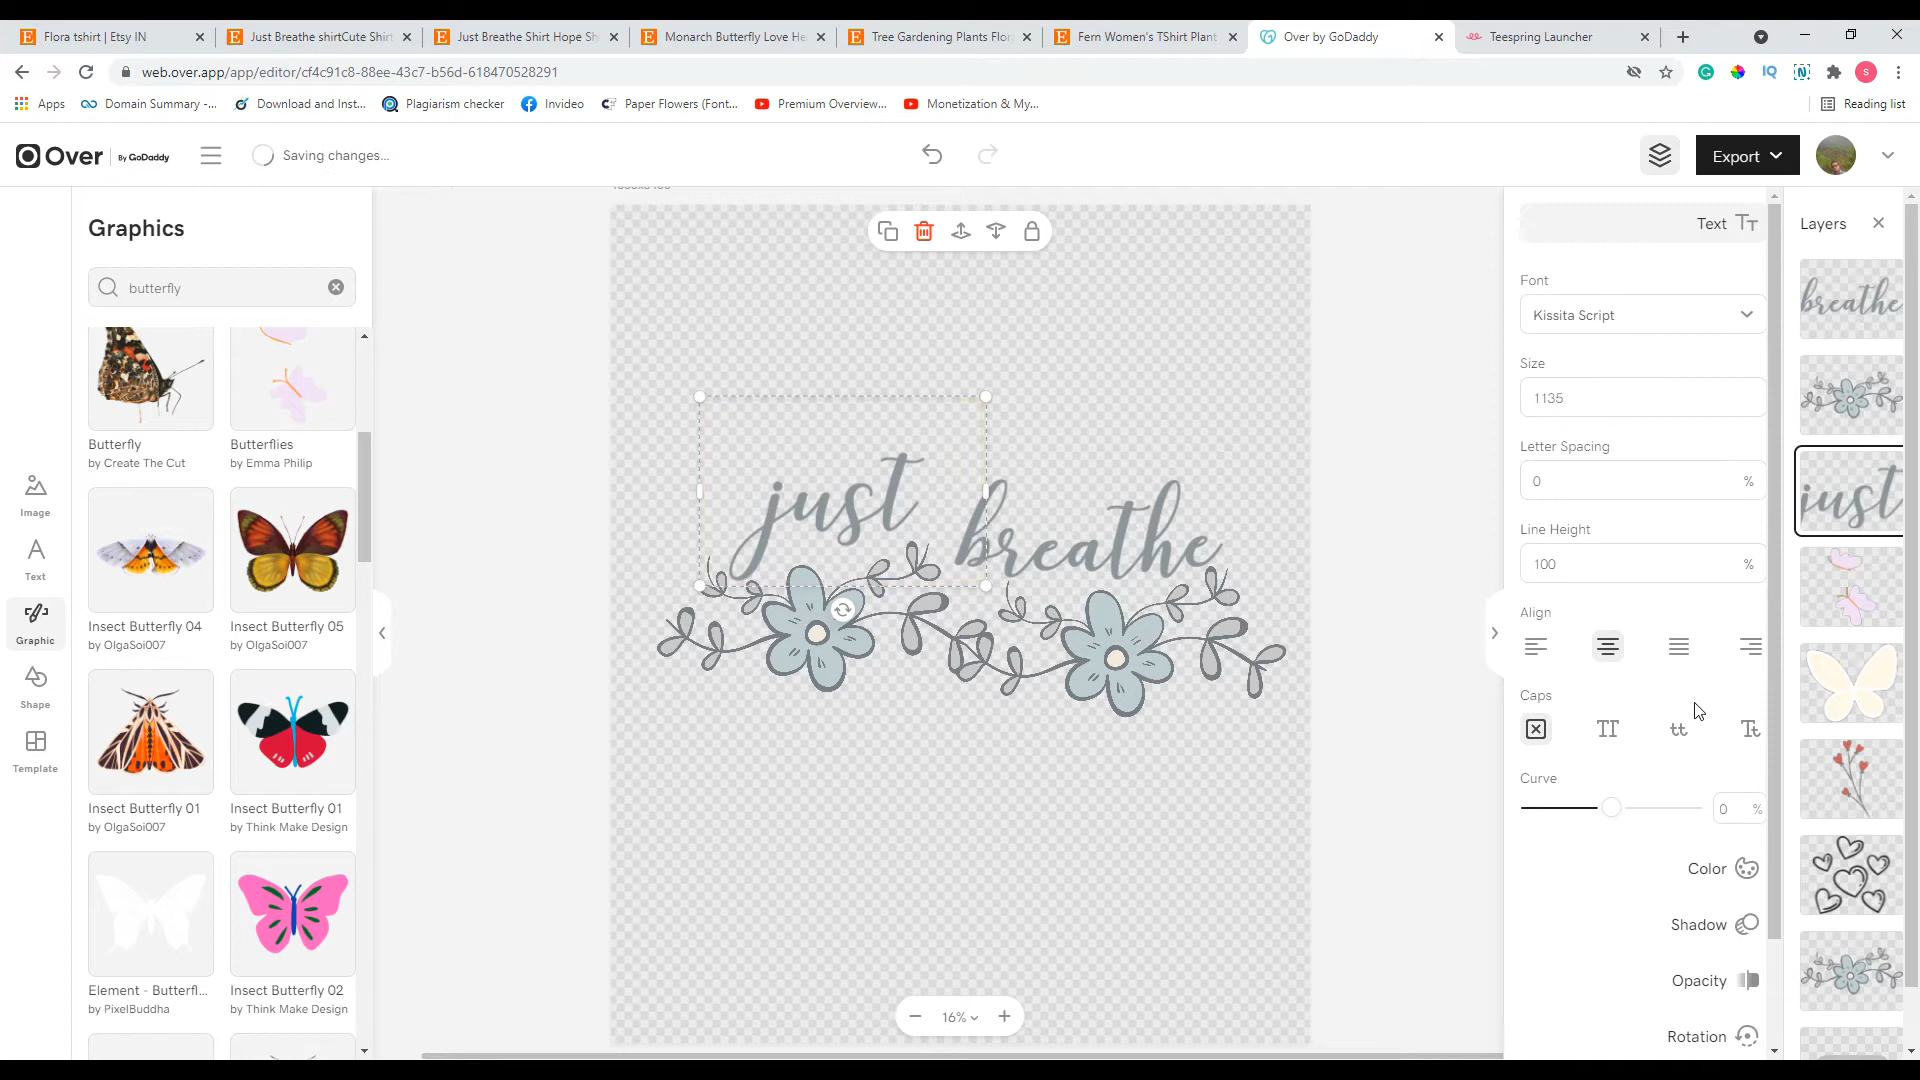 Flora tshirt | Etsy IN
Just Breathe shirtCute Shirt
Just Breathe Shirt Hope Sh
Monarch Butterfly Love He
Tree Gardening Plants Flora
Fern Women's TShirt Plant
Over by GoDaddy
Teespring Launcher
web.over.app/app/editor/cf4c91c8-88ee-43c7-b56d-618470528291
Apps
Domain Summary -...
Download and Inst...
Plagiarism checker
Invideo
Paper Flowers (Font...
Premium Overview...
Monetization & My...
Reading list
Over
By GoDaddy
Saving changes...
Export
Graphics
butterfly
Butterfly
by Create The Cut
Butterflies
by Emma Philip
Insect Butterfly 04
by OlgaSoi007
Insect Butterfly 05
by OlgaSoi007
Insect Butterfly 01
by OlgaSoi007
Insect Butterfly 01
by Think Make Design
Element - Butterfl...
by PixelBuddha
Insect Butterfly 02
by Think Make Design
Image
Text
Graphic
Shape
Template
just
breathe
16%
Text
Font
Kissita Script
Size
1135
Letter Spacing
0 %
Line Height
100 %
Align
Caps
TT
tt
Tt
Curve
0 %
Color
Shadow
Opacity
Rotation
Layers
breathe
just